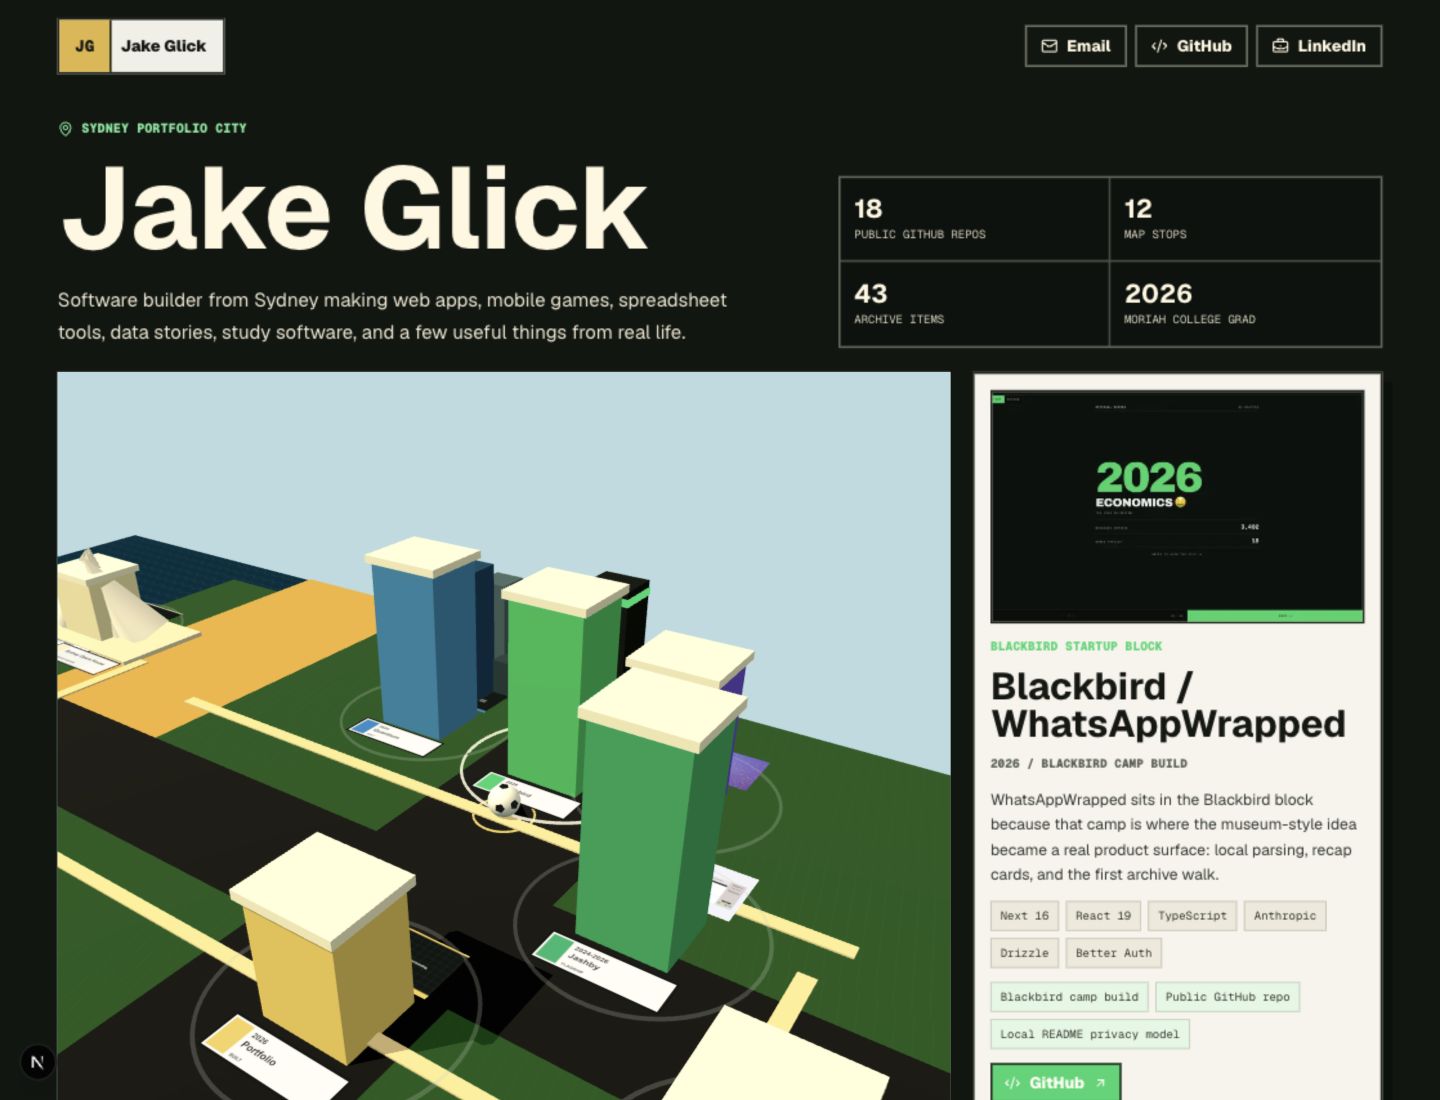 JG
Jake Glick
Email
GitHub
LinkedIn
SYDNEY PORTFOLIO CITY
Jake Glick
Software builder from Sydney making web apps, mobile games, spreadsheet
tools, data stories, study software, and a few useful things from real life.
18
PUBLIC GITHUB REPOS
12
MAP STOPS
43
ARCHIVE ITEMS
2026
MORIAH COLLEGE GRAD
2024-2026
Jashby
2026
Portfolio
BUILT
N
2026
ECONOMICS
BLACKBIRD STARTUP BLOCK
Blackbird /
WhatsAppWrapped
2026 / BLACKBIRD CAMP BUILD
WhatsAppWrapped sits in the Blackbird block
because that camp is where the museum-style idea
became a real product surface: local parsing, recap
cards, and the first archive walk.
Next 16
React 19
TypeScript
Anthropic
Drizzle
Better Auth
Blackbird camp build
Public GitHub repo
Local README privacy model
GitHub